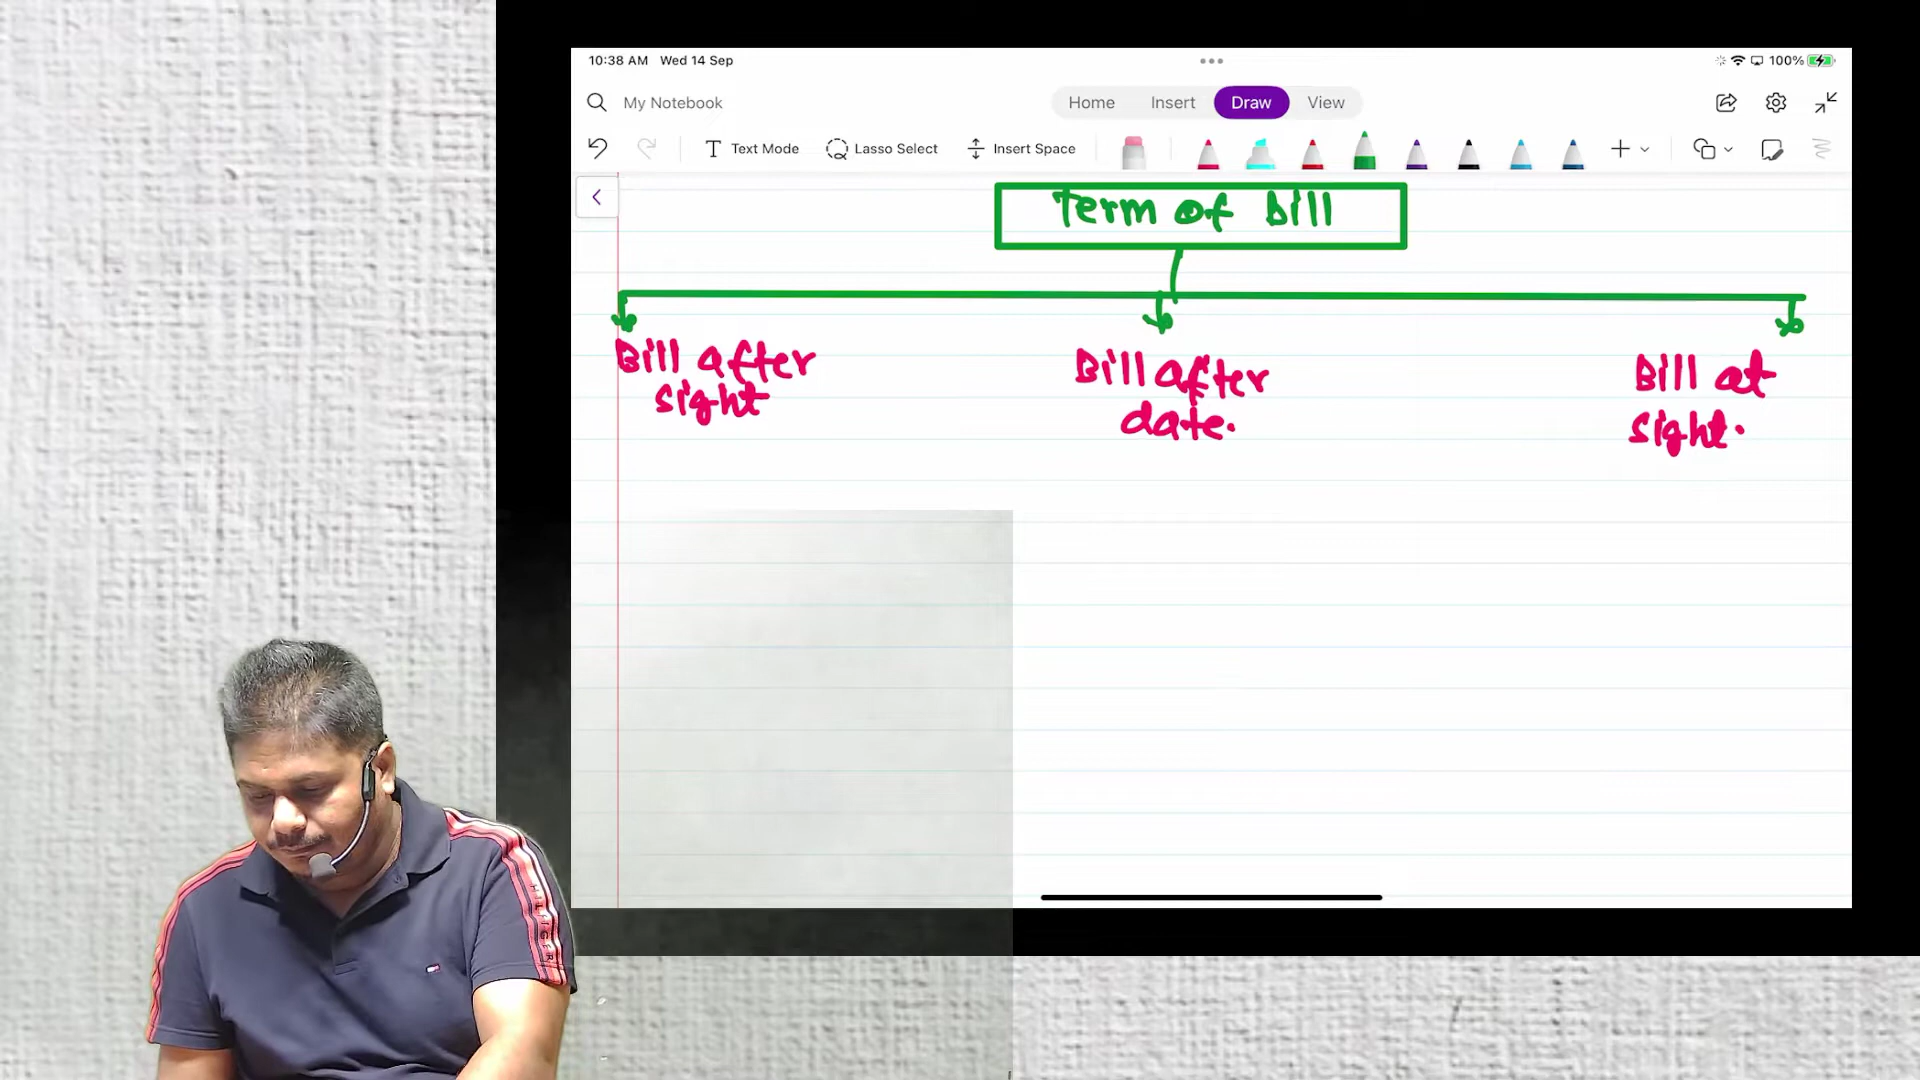 10:38 AM Wed 14 Sep
100%
My Notebook
Home Insert Draw View
Text Mode Lasso Select Insert Space
Term of Bill
Bill after
sight
Bill after
date.
Bill at
sight.
HILFIGER